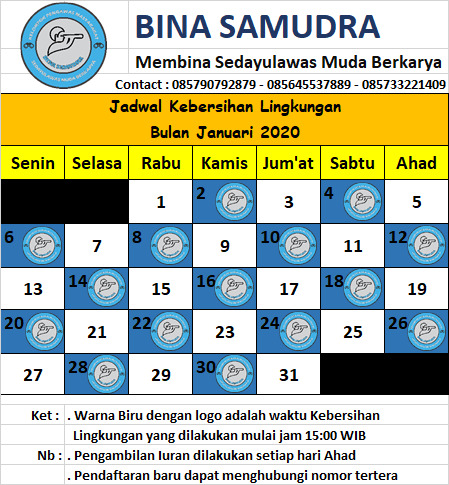 BINA SAMUDRA
Membina Sedayulawas Muda Berkarya
Contact : 085790792879 - 085645537889 - 085733221409
Jadwal Kebersihan Lingkungan
Bulan Januari 2020
Senin Selasa Rabu Kamis Jum'at Sabtu Ahad
1 2 3 4 5
6 7 8 9 10 11 12
13 14 15 16 17 18 19
20 21 22 23 24 25 26
27 28 29 30 31
Ket : . Warna Biru dengan logo adalah waktu Kebersihan
Lingkungan yang dilakukan mulai jam 15:00 WIB
Nb : . Pengambilan Iuran dilakukan setiap hari Ahad
. Pendaftaran baru dapat menghubungi nomor tertera